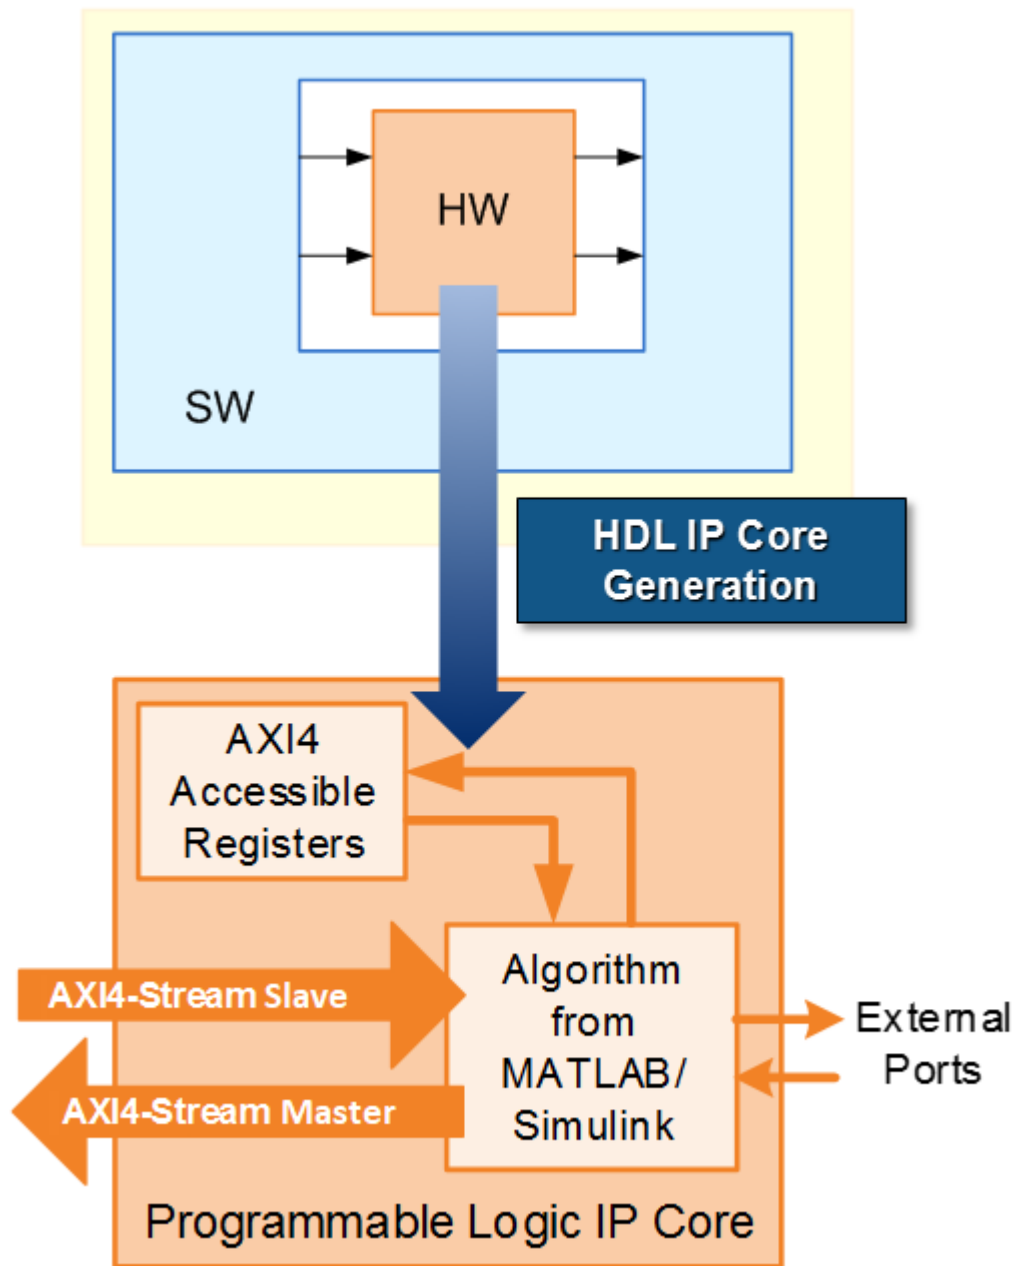 HW
SW
HDL IP Core
Generation
AXI4
Accessible
Registers
AXI4-Stream Slave
AXI4-Stream Master
Algorithm
from
MATLAB/
Simulink
External
Ports
Programmable Logic IP Core